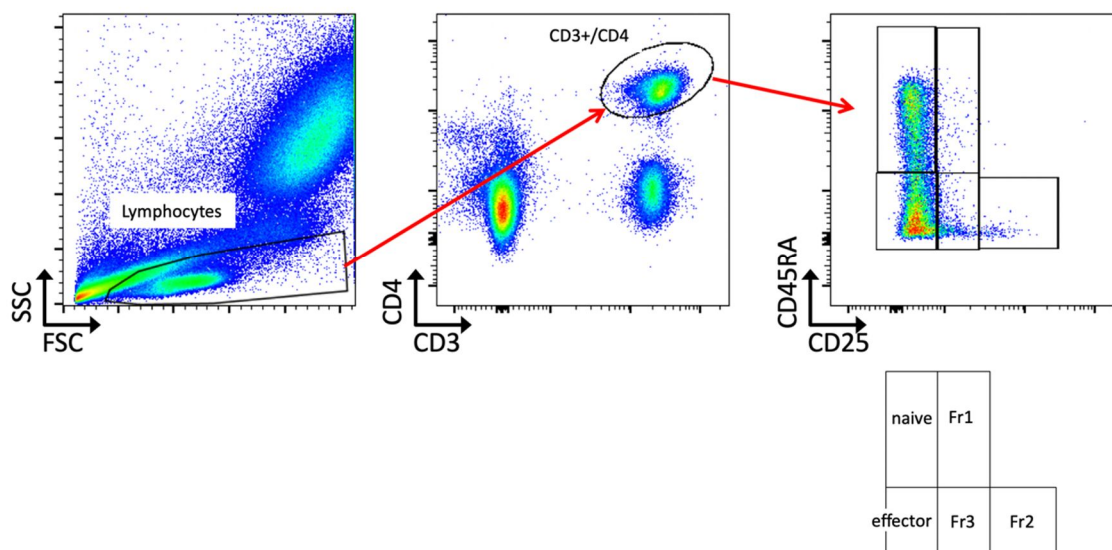 Lymphocytes
SSC
FSC
CD3+/CD4
CD4
CD3
CD45RA
CD25
naive Fr1
effector Fr3 Fr2